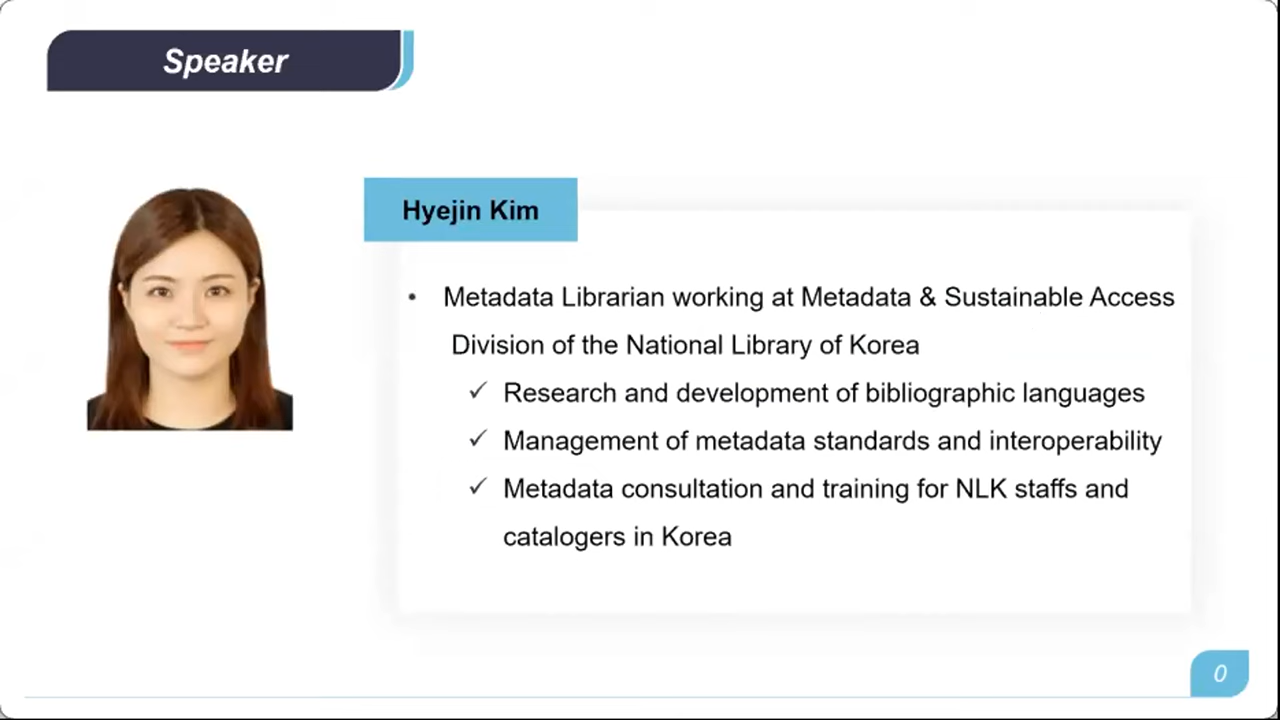 Speaker
Hyejin Kim
• Metadata Librarian working at Metadata & Sustainable Access
Division of the National Library of Korea
✓ Research and development of bibliographic languages
✓ Management of metadata standards and interoperability
✓ Metadata consultation and training for NLK staffs and
catalogers in Korea
0